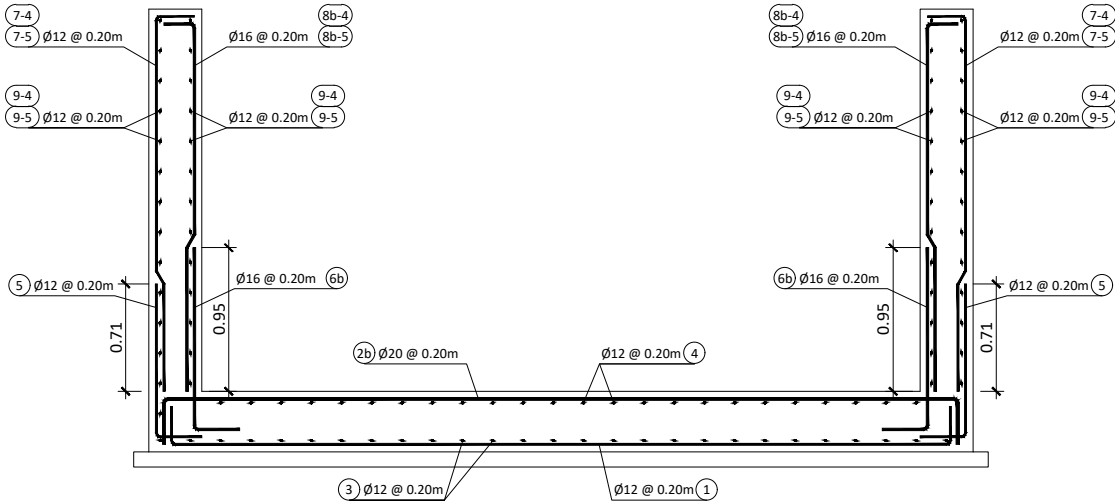 7-4
7-5 Ø12 @ 0.20m
8b-4
Ø16 @ 0.20m 8b-5
8b-4
8b-5 Ø16 @ 0.20m
7-4
Ø12 @ 0.20m 7-5
9-4
9-5 Ø12 @ 0.20m
9-4
Ø12 @ 0.20m 9-5
9-4
9-5 Ø12 @ 0.20m
9-4
Ø12 @ 0.20m 9-5
5 Ø12 @ 0.20m
Ø16 @ 0.20m 6b
6b Ø16 @ 0.20m
Ø12 @ 0.20m 5
0.71
0.95
0.95
0.71
2b Ø20 @ 0.20m
Ø12 @ 0.20m 4
3 Ø12 @ 0.20m
Ø12 @ 0.20m 1